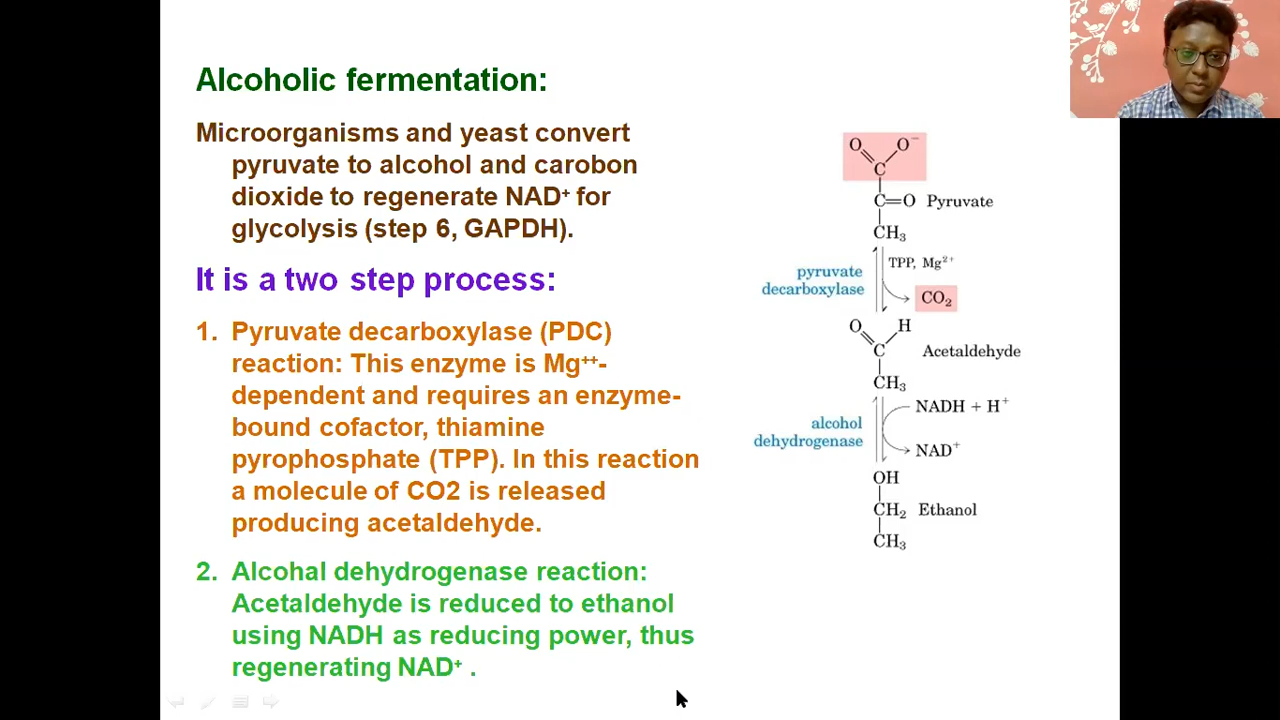 Alcoholic fermentation:
Microorganisms and yeast convert
pyruvate to alcohol and carobon
dioxide to regenerate NAD⁺ for
glycolysis (step 6, GAPDH).
It is a two step process:
1. Pyruvate decarboxylase (PDC)
reaction: This enzyme is Mg⁺⁺-
dependent and requires an enzyme-
bound cofactor, thiamine
pyrophosphate (TPP). In this reaction
a molecule of CO2 is released
producing acetaldehyde.
2. Alcohal dehydrogenase reaction:
Acetaldehyde is reduced to ethanol
using NADH as reducing power, thus
regenerating NAD⁺ .
O O⁻
C
C=O Pyruvate
CH₃
TPP, Mg²⁺
pyruvate
decarboxylase
CO₂
O H
C Acetaldehyde
CH₃
NADH + H⁺
alcohol
dehydrogenase
NAD⁺
OH
CH₂ Ethanol
CH₃